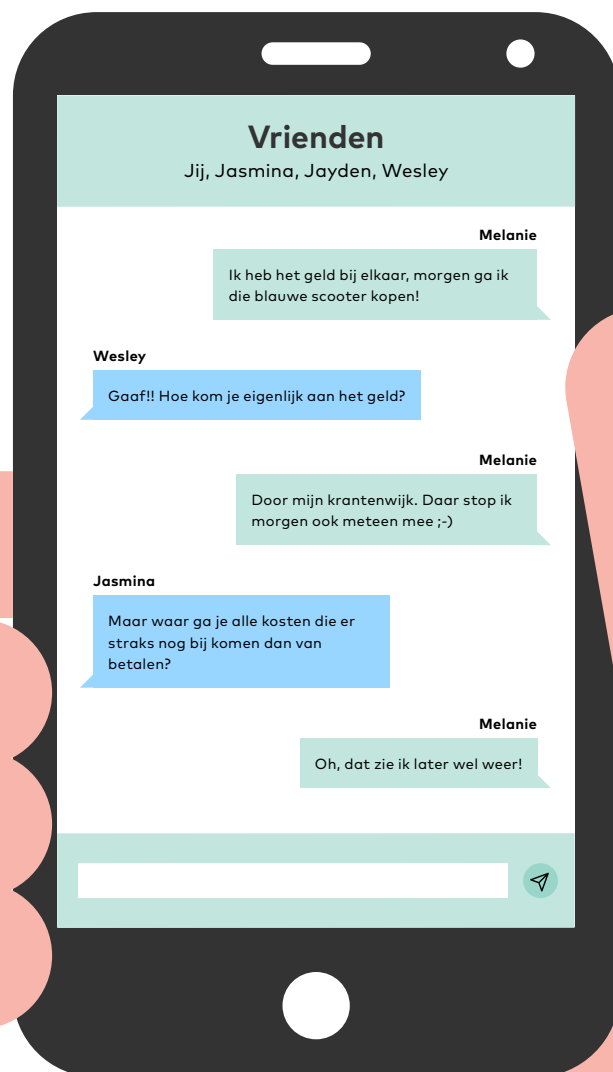 Vrienden
Jij, Jasmina, Jayden, Wesley
Melanie
Ik heb het geld bij elkaar, morgen ga ik
die blauwe scooter kopen!
Wesley
Gaaf!! Hoe kom je eigenlijk aan het geld?
Melanie
Door mijn krantenwijk. Daar stop ik
morgen ook meteen mee ;-)
Jasmina
Maar waar ga je alle kosten die er
straks nog bij komen dan van
betalen?
Melanie
Oh, dat zie ik later wel weer!